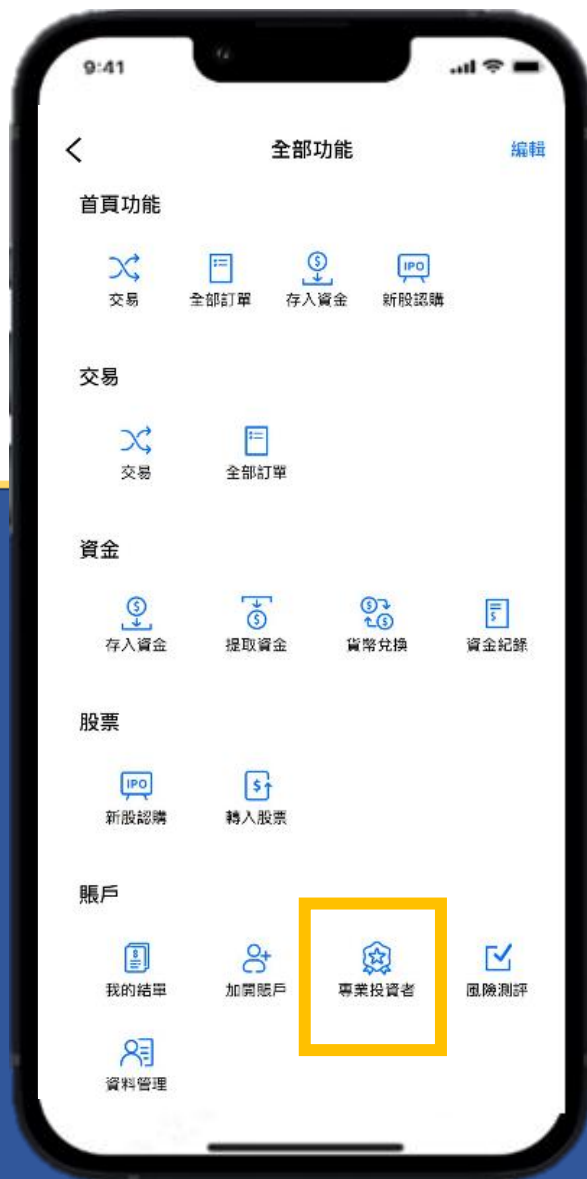 9:41
全部功能
編輯
首頁功能
IPO
交易
全部訂單
存入資金
新股認購
交易
交易
全部訂單
資金
存入資金
提取資金
貨幣兌換
資金紀錄
股票
IPO
新股認購
轉入股票
賬戶
我的結單
加開賬戶
專業投資者
風險測評
資料管理